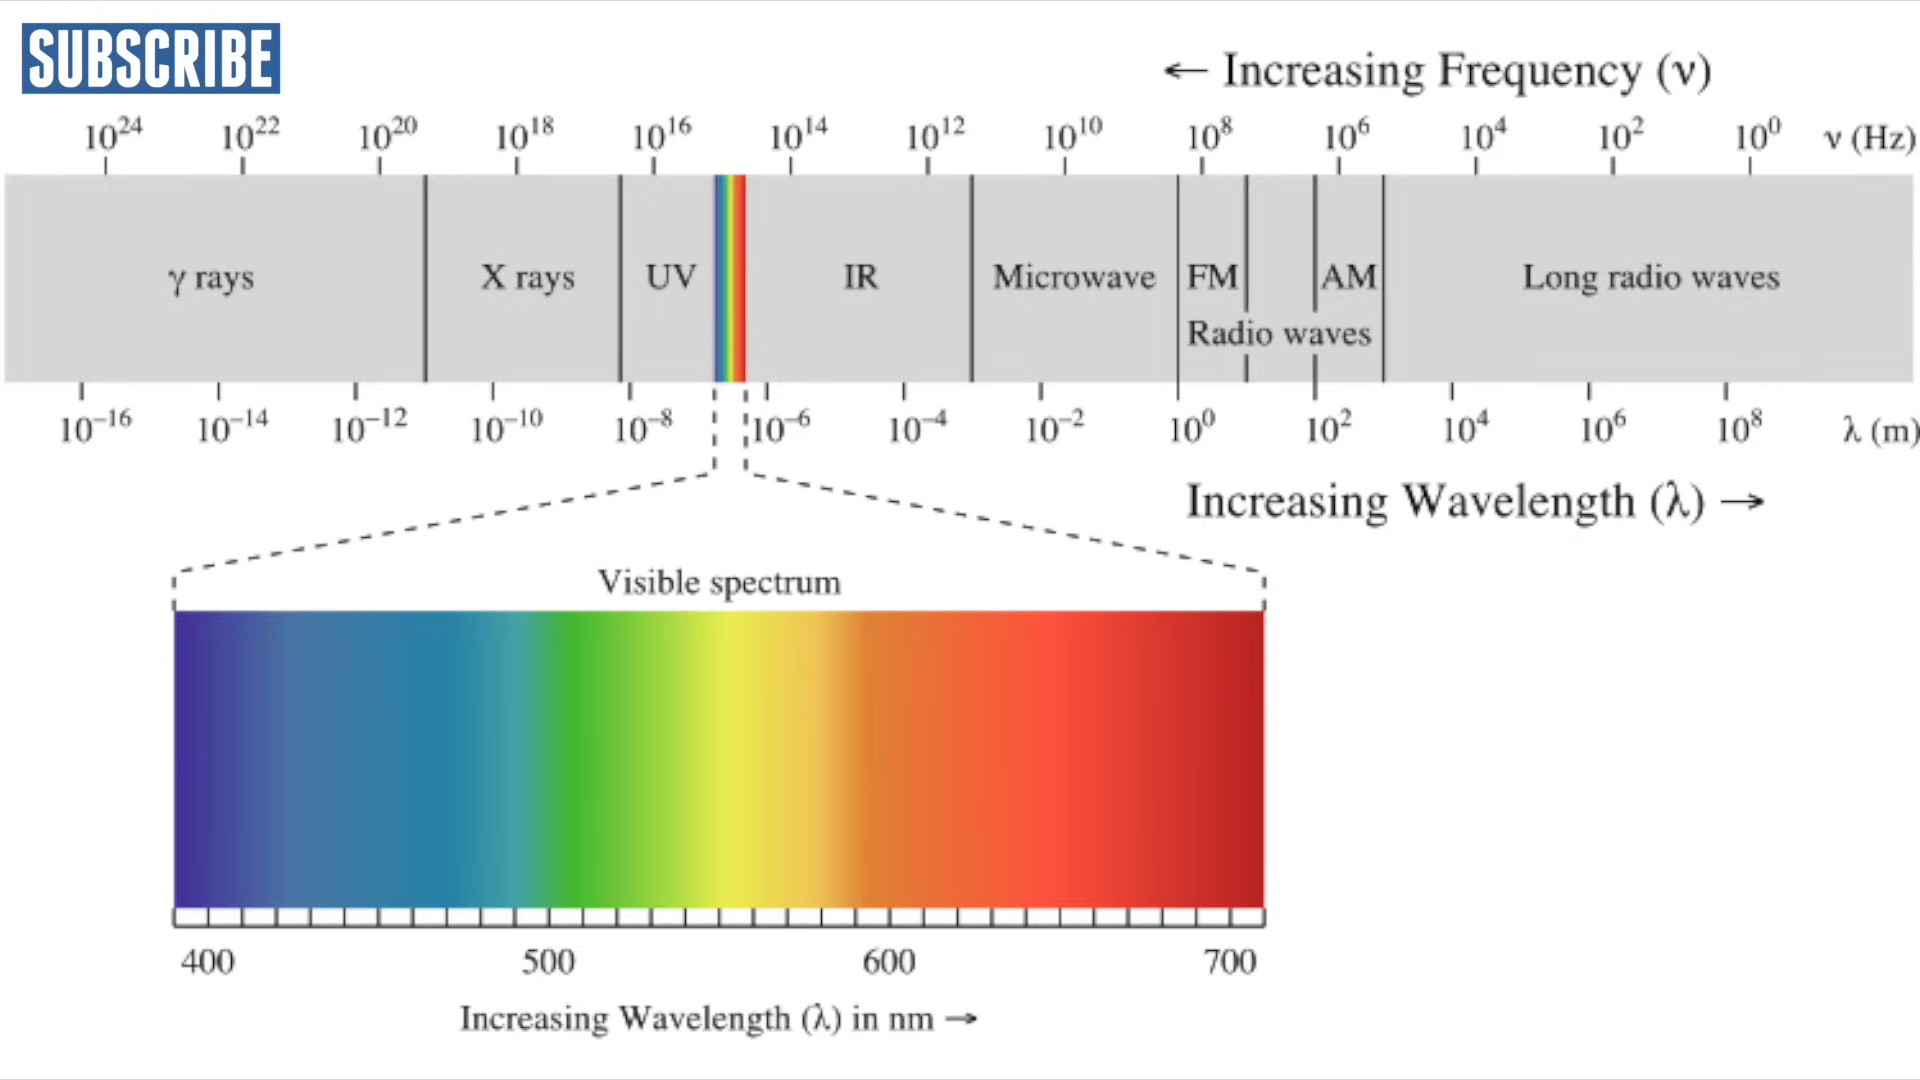 SUBSCRIBE
← Increasing Frequency (ν)
10²⁴ 10²² 10²⁰ 10¹⁸ 10¹⁶ 10¹⁴ 10¹² 10¹⁰ 10⁸ 10⁶ 10⁴ 10² 10⁰ ν (Hz)
γ rays X rays UV IR Microwave FM AM Long radio waves
Radio waves
10⁻¹⁶ 10⁻¹⁴ 10⁻¹² 10⁻¹⁰ 10⁻⁸ 10⁻⁶ 10⁻⁴ 10⁻² 10⁰ 10² 10⁴ 10⁶ 10⁸ λ (m)
Increasing Wavelength (λ) →
Visible spectrum
400 500 600 700
Increasing Wavelength (λ) in nm →